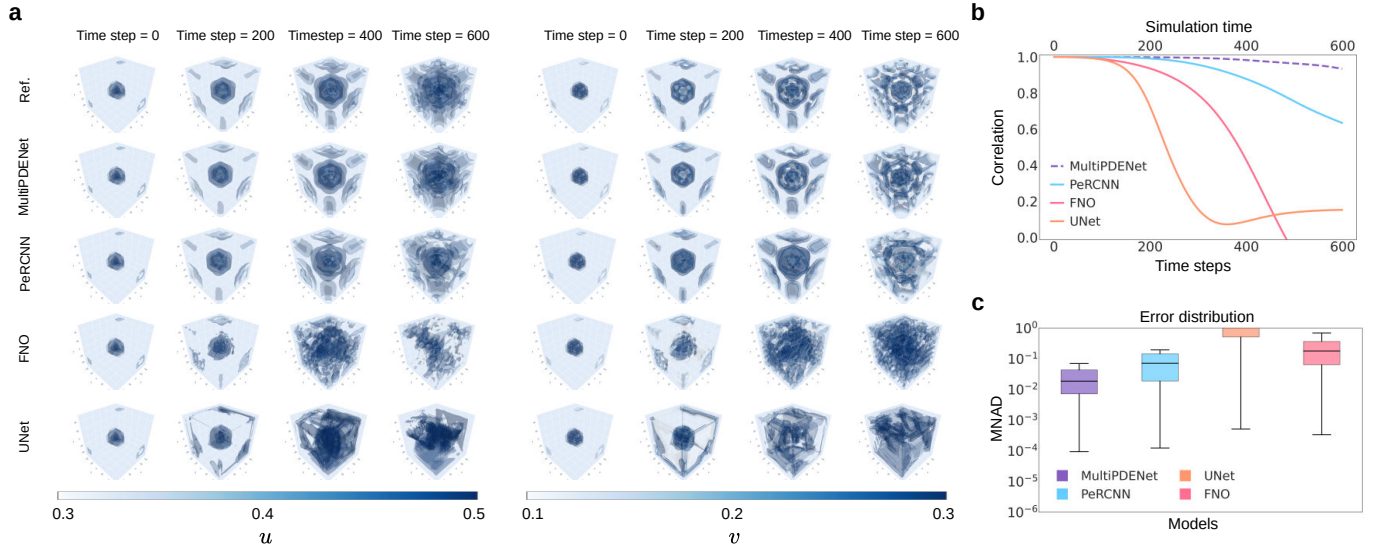 a
Time step = 0 Time step = 200 Timestep = 400 Time step = 600 Time step = 0 Time step = 200 Timestep = 400 Time step = 600
Ref.
MultiPDENet
PeRCNN
FNO
UNet
0.3 0.4 0.5
u
0.1 0.2 0.3
v
b
Simulation time
0 200 400 600
Correlation
1.0
0.8
0.6
0.4
0.2
0.0
MultiPDENet
PeRCNN
FNO
UNet
0 200 400 600
Time steps
c
Error distribution
MNAD
10⁰
10⁻¹
10⁻²
10⁻³
10⁻⁴
10⁻⁵
10⁻⁶
MultiPDENet UNet
PeRCNN FNO
Models